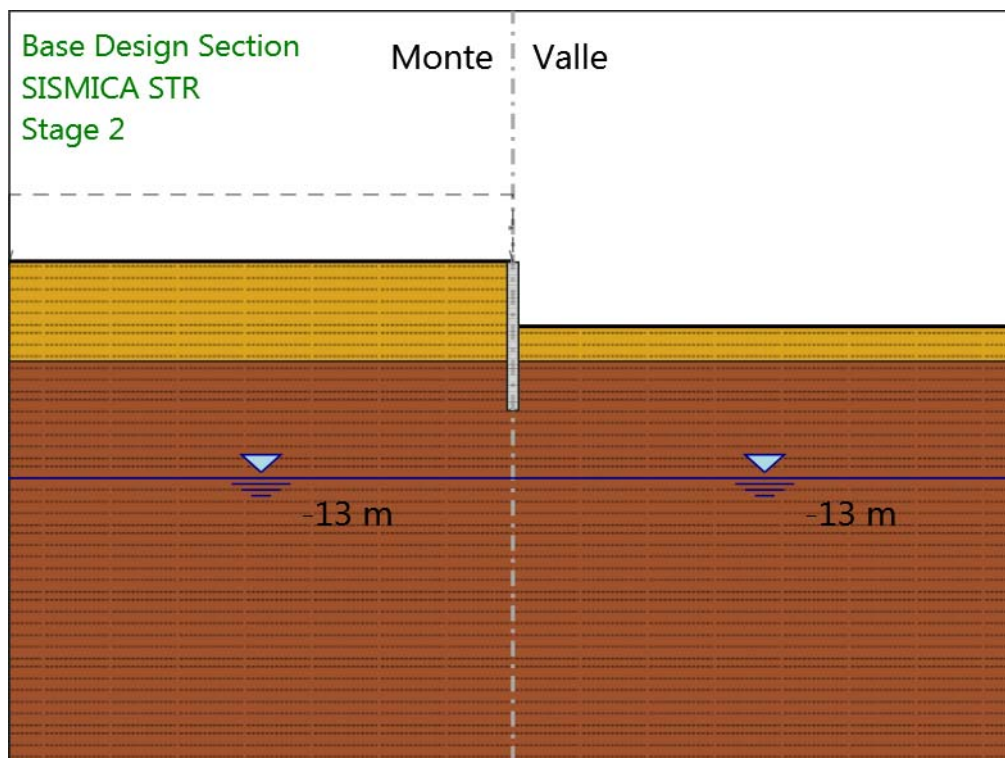 Base Design Section
SISMICA STR
Stage 2
Monte Valle
-13 m -13 m